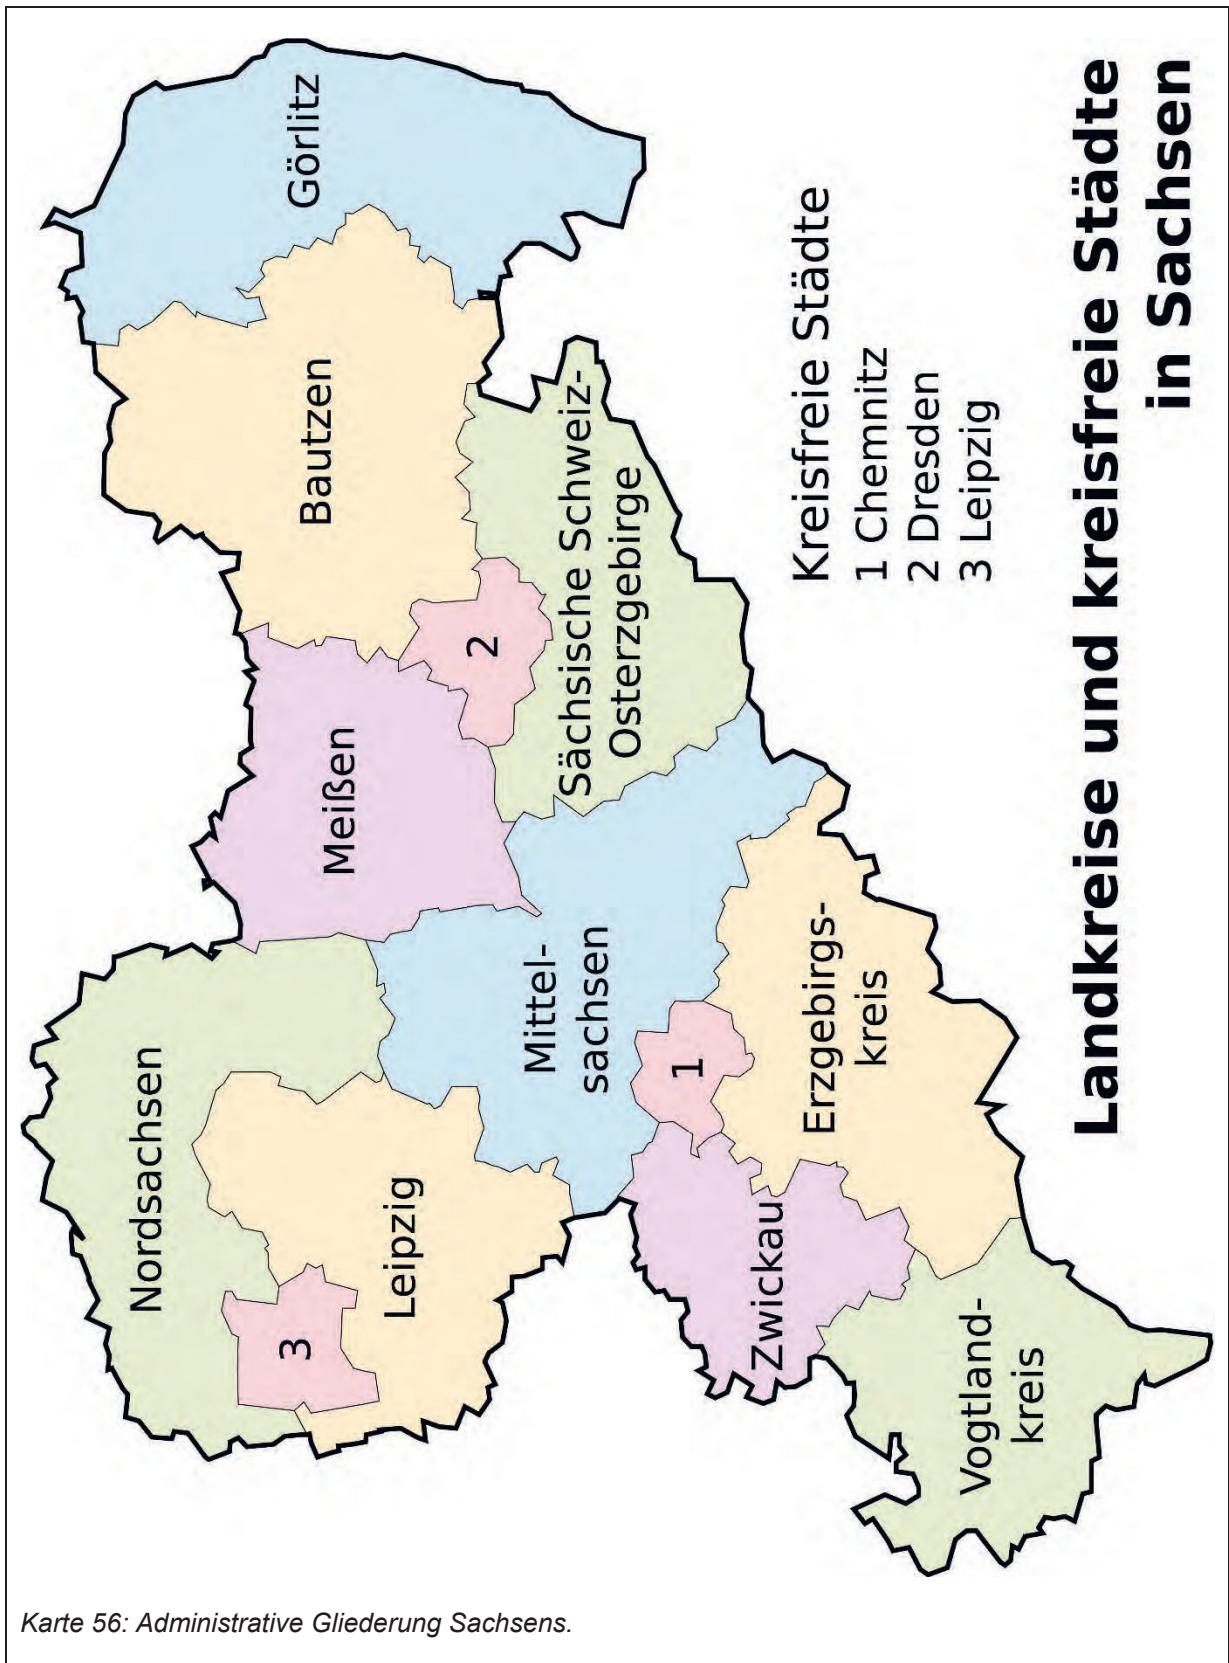 Nordsachsen
3
Leipzig
Meißen
Bautzen
Görlitz
2
Sächsische Schweiz-
Osterzgebirge
Mittel-
sachsen
1
Erzgebirgs-
kreis
Zwickau
Vogtland-
kreis
Kreisfreie Städte
1 Chemnitz
2 Dresden
3 Leipzig
Landkreise und kreisfreie Städte
in Sachsen
Karte 56: Administrative Gliederung Sachsens.